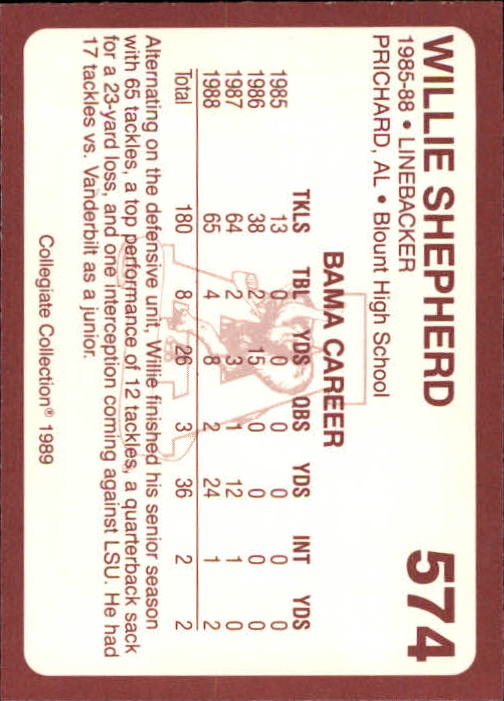 WILLIE SHEPHERD 574
1985-88 • LINEBACKER
PRICHARD, AL • Blount High School
BAMA CAREER
TKLS TBL YDS QBS YDS INT YDS
1985 13 0 0 0 0 0 0
1986 38 2 15 0 0 0 0
1987 64 2 3 1 12 1 0
1988 65 4 8 2 24 1 2
Total 180 8 26 3 36 2 2
Alternating on the defensive unit, Willie finished his senior season
with 65 tackles, a top performance of 12 tackles, a quarterback sack
for a 23-yard loss, and one interception coming against LSU. He had
17 tackles vs. Vanderbilt as a junior.
Collegiate Collection® 1989